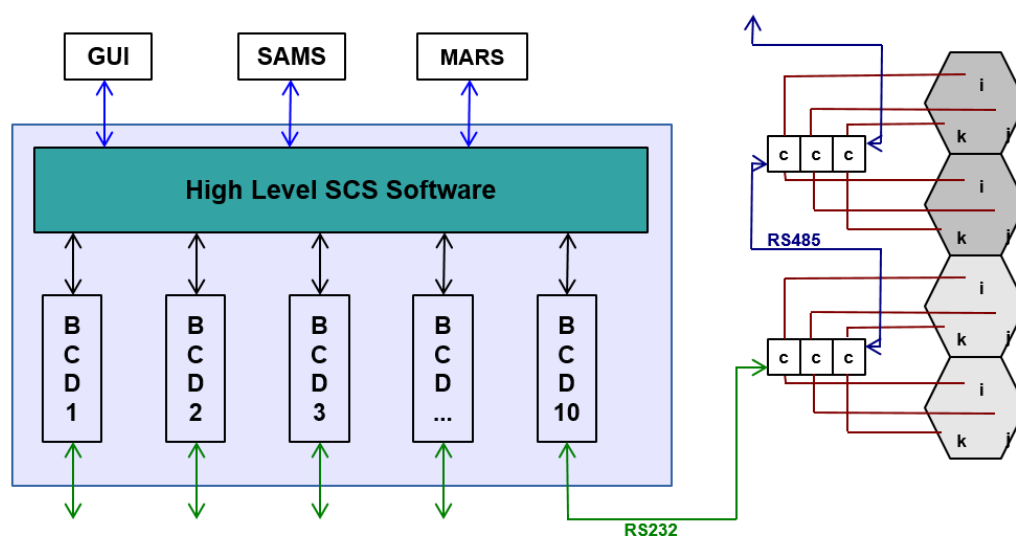 GUI
SAMS
MARS
High Level SCS Software
B
C
D
1
B
C
D
2
B
C
D
3
B
C
D
...
B
C
D
10
RS232
RS485
c c c
c c c
i
k j
i
k j
i
k j
i
k j